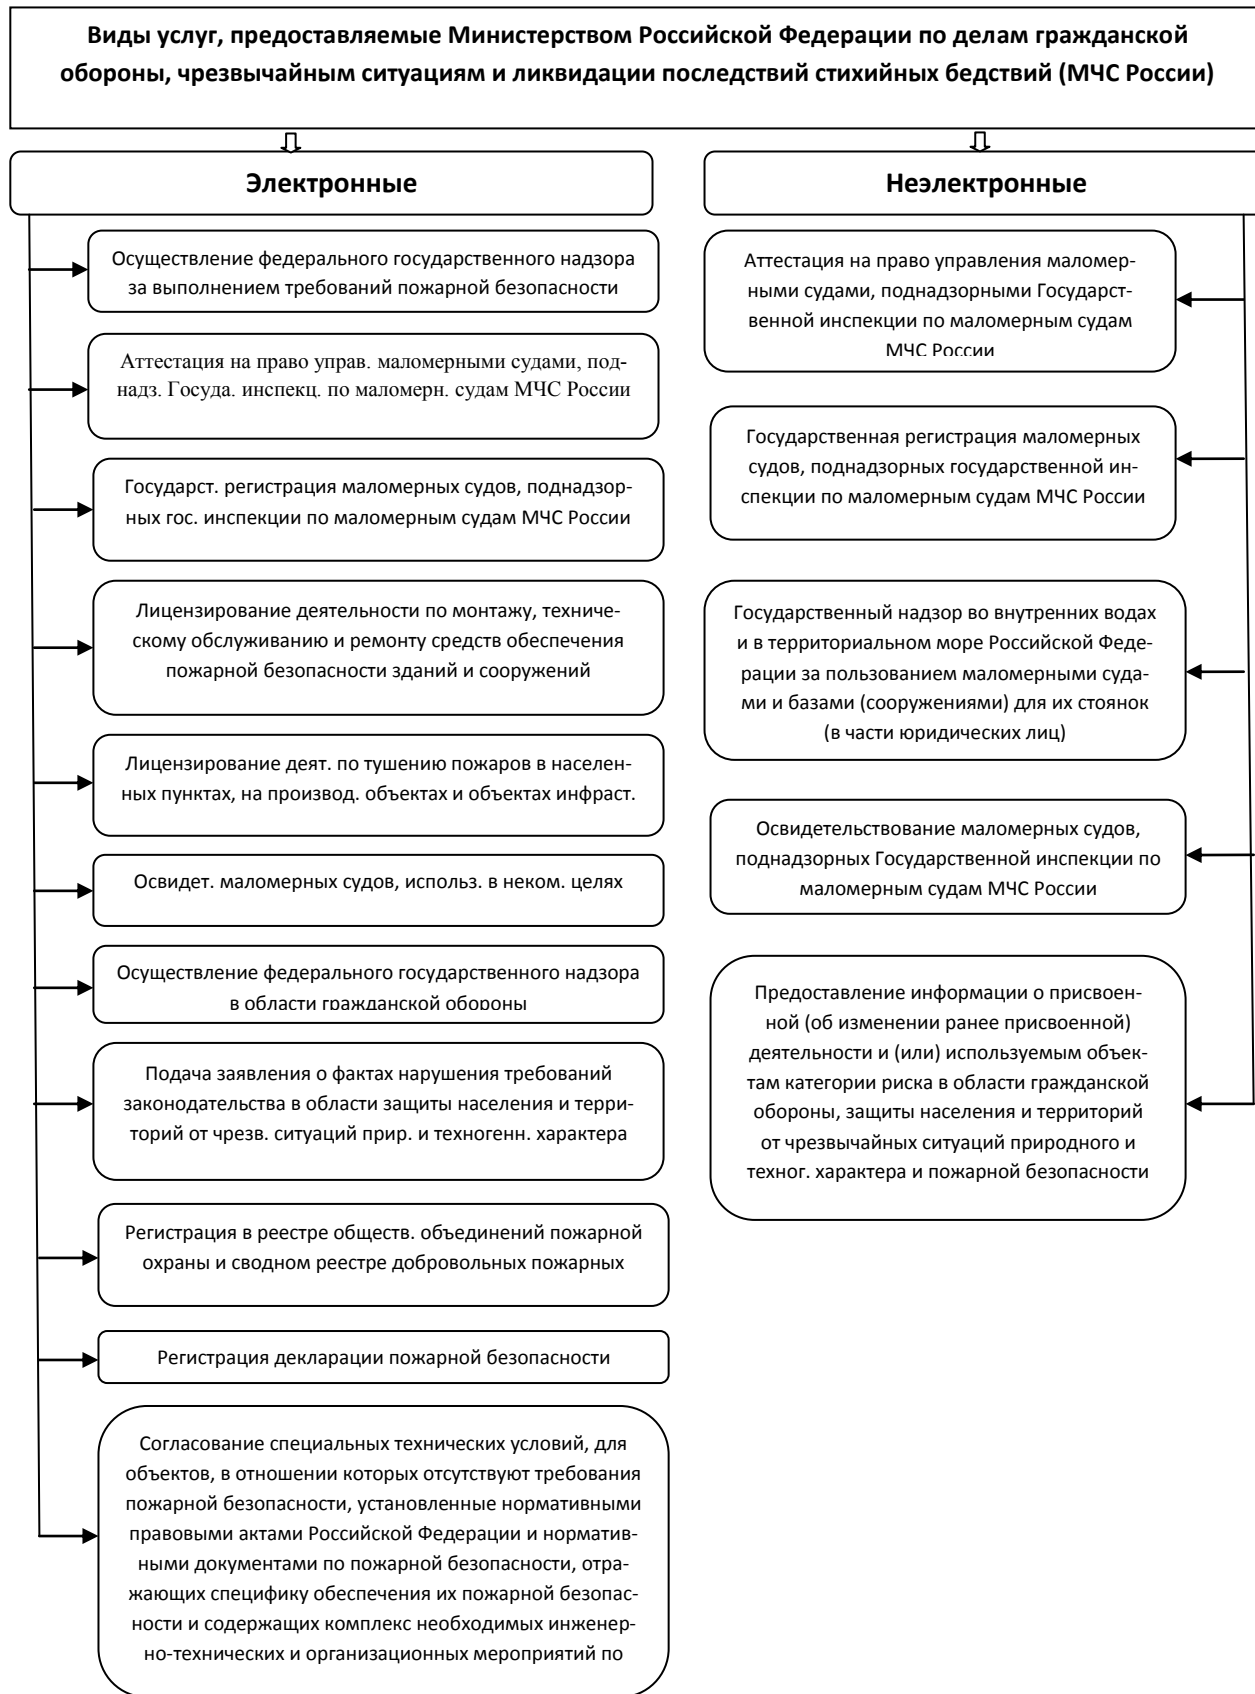 Виды услуг, предоставляемые Министерством Российской Федерации по делам гражданской
обороны, чрезвычайным ситуациям и ликвидации последствий стихийных бедствий (МЧС России)
Электронные
Осуществление федерального государственного надзора
за выполнением требований пожарной безопасности
Аттестация на право управ. маломерными судами, под-
надз. Госуда. инспекц. по маломерн. судам МЧС России
Государст. регистрация маломерных судов, поднадзор-
ных гос. инспекции по маломерным судам МЧС России
Лицензирование деятельности по монтажу, техниче-
скому обслуживанию и ремонту средств обеспечения
пожарной безопасности зданий и сооружений
Лицензирование деят. по тушению пожаров в населен-
ных пунктах, на производ. объектах и объектах инфраст.
Освидет. маломерных судов, использ. в неком. целях
Осуществление федерального государственного надзора
в области гражданской обороны
Подача заявления о фактах нарушения требований
законодательства в области защиты населения и терри-
торий от чрезв. ситуаций прир. и техногенн. характера
Регистрация в реестре обществ. объединений пожарной
охраны и сводном реестре добровольных пожарных
Регистрация декларации пожарной безопасности
Согласование специальных технических условий, для
объектов, в отношении которых отсутствуют требования
пожарной безопасности, установленные нормативными
правовыми актами Российской Федерации и норматив-
ными документами по пожарной безопасности, отра-
жающих специфику обеспечения их пожарной безопас-
ности и содержащих комплекс необходимых инженер-
но-технических и организационных мероприятий по
Неэлектронные
Аттестация на право управления маломер-
ными судами, поднадзорными Государст-
венной инспекции по маломерным судам
МЧС России
Государственная регистрация маломерных
судов, поднадзорных государственной ин-
спекции по маломерным судам МЧС России
Государственный надзор во внутренних водах
и в территориальном море Российской Феде-
рации за пользованием маломерными суда-
ми и базами (сооружениями) для их стоянок
(в части юридических лиц)
Освидетельствование маломерных судов,
поднадзорных Государственной инспекции по
маломерным судам МЧС России
Предоставление информации о присвоен-
ной (об изменении ранее присвоенной)
деятельности и (или) используемым объек-
там категории риска в области гражданской
обороны, защиты населения и территорий
от чрезвычайных ситуаций природного и
техног. характера и пожарной безопасности